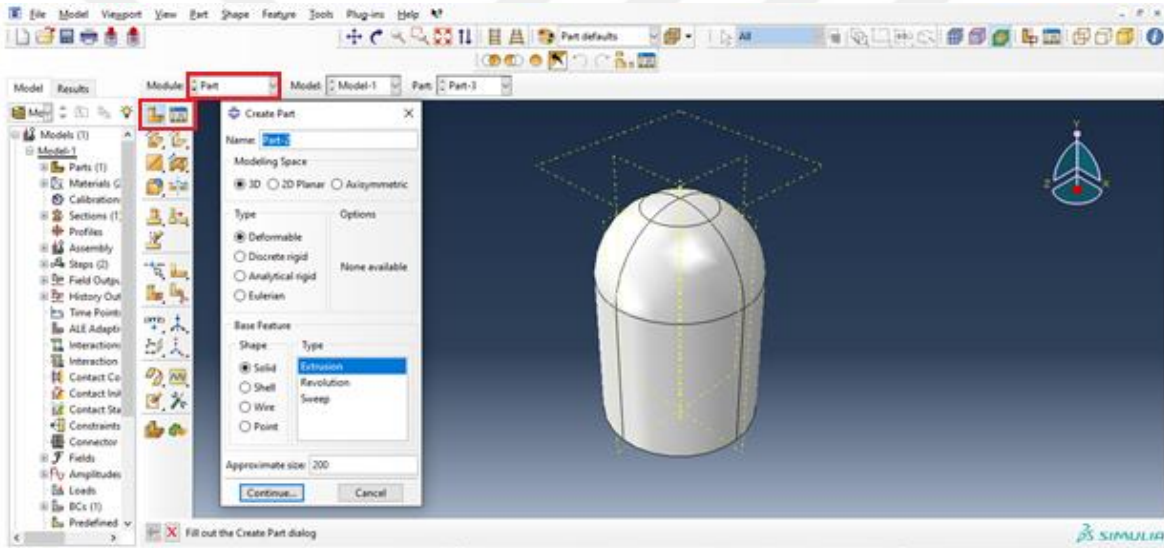 File Model Viewport View Part Shape Feature Tools Plug-ins Help
Part defaults All
Model Results Module: Part Model: Model-1 Part: Part-3
Models (1)
Model-1
Parts (1)
Materials
Calibration
Sections (1
Profiles
Assembly
Steps (2)
Field Outpu
History Out
Time Points
ALE Adapti
Interactions
Interaction
Contact Co
Contact Init
Contact Sta
Constraints
Connector
Fields
Amplitudes
Loads
BCs (1)
Predefined
Create Part
Name: Part-2
Modeling Space
3D 2D Planar Axisymmetric
Type Options
Deformable
Discrete rigid
Analytical rigid
Eulerian
None available
Base Feature
Shape Type
Solid
Shell
Wire
Point
Extrusion
Revolution
Sweep
Approximate size: 200
Continue... Cancel
Y
Z X
Fill out the Create Part dialog
SIMULIA